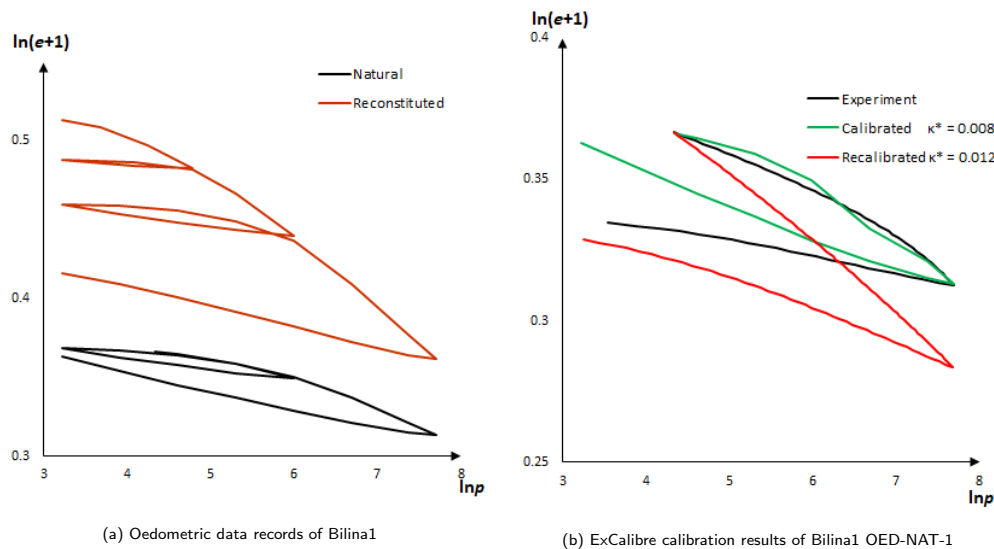 ln(e+1)
Natural
Reconstituted
0.5
0.4
0.3
3
4
5
6
7
8
lnp
(a) Oedometric data records of Bilina1
ln(e+1)
0.4
Experiment
Calibrated κ* = 0.008
Recalibrated κ* = 0.012
0.35
0.3
0.25
3
4
5
6
7
8
lnp
(b) ExCalibre calibration results of Bilina1 OED-NAT-1